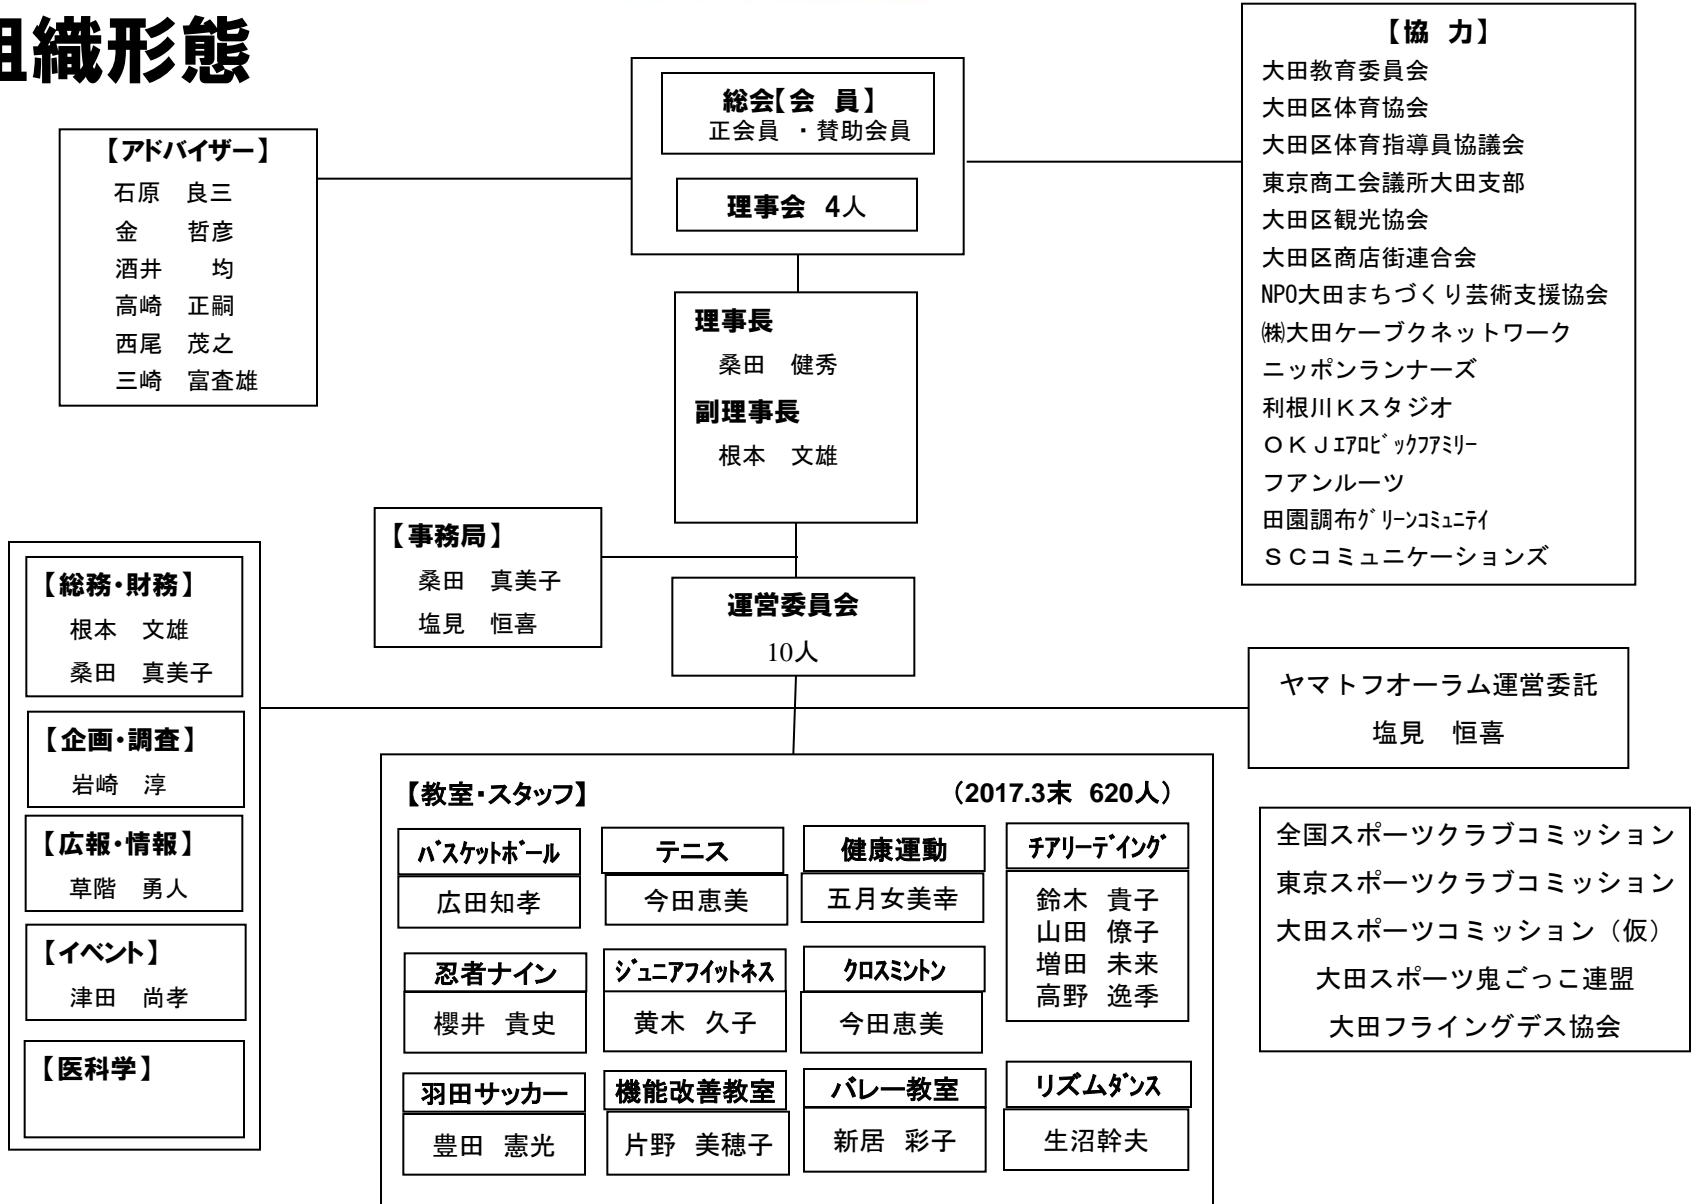 組織形態
【アドバイザー】
石原　良三
金　　哲彦
酒井　　均
高崎　正嗣
西尾　茂之
三崎　富査雄
総会【会　員】
正会員　・賛助会員
理事会　4人
理事長
桑田　健秀
副理事長
根本　文雄
【協　力】
大田教育委員会
大田区体育協会
大田区体育指導員協議会
東京商工会議所大田支部
大田区観光協会
大田区商店街連合会
NPO大田まちづくり芸術支援協会
㈱大田ケーブクネットワーク
ニッポンランナーズ
利根川Kスタジオ
ＯＫＪｴｱﾛﾋﾞｯｸﾌｱﾐﾘｰ
フアンルーツ
田園調布ｸﾞﾘｰﾝｺﾐｭﾆﾃｲ
ＳＣコミュニケーションズ
【事務局】
桑田　真美子
塩見　恒喜
運営委員会
10人
【総務・財務】
根本　文雄
桑田　真美子
【企画・調査】
岩崎　淳
【広報・情報】
草階　勇人
【イベント】
津田　尚孝
【医科学】
ヤマトフオーラム運営委託
塩見　恒喜
全国スポーツクラブコミッション
東京スポーツクラブコミッション
大田スポーツコミッション（仮）
大田スポーツ鬼ごっこ連盟
大田フライングデス協会
【教室・スタッフ】　（2017.3末　620人）
ﾊﾞｽｹｯﾄﾎﾞｰﾙ
広田知孝
テニス
今田恵美
健康運動
五月女美幸
ﾁｱﾘｰﾃﾞｲﾝｸﾞ
鈴木　貴子
山田　僚子
増田　未来
高野　逸季
忍者ナイン
櫻井　貴史
ｼﾞｭﾆｱﾌｲｯﾄﾈｽ
黄木　久子
ｸﾛｽﾐﾝﾄﾝ
今田恵美
羽田サッカー
豊田　憲光
機能改善教室
片野　美穂子
バレー教室
新居　彩子
リズムﾀﾞﾝｽ
生沼幹夫